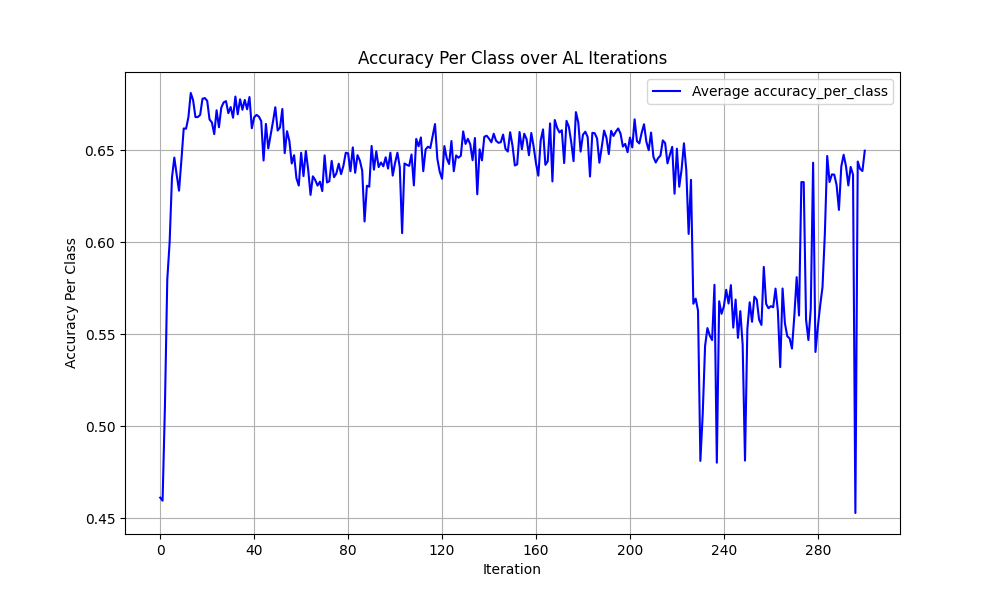 Accuracy Per Class over AL Iterations
Average accuracy_per_class
Accuracy Per Class
0.65
0.60
0.55
0.50
0.45
0 40 80 120 160 200 240 280
Iteration